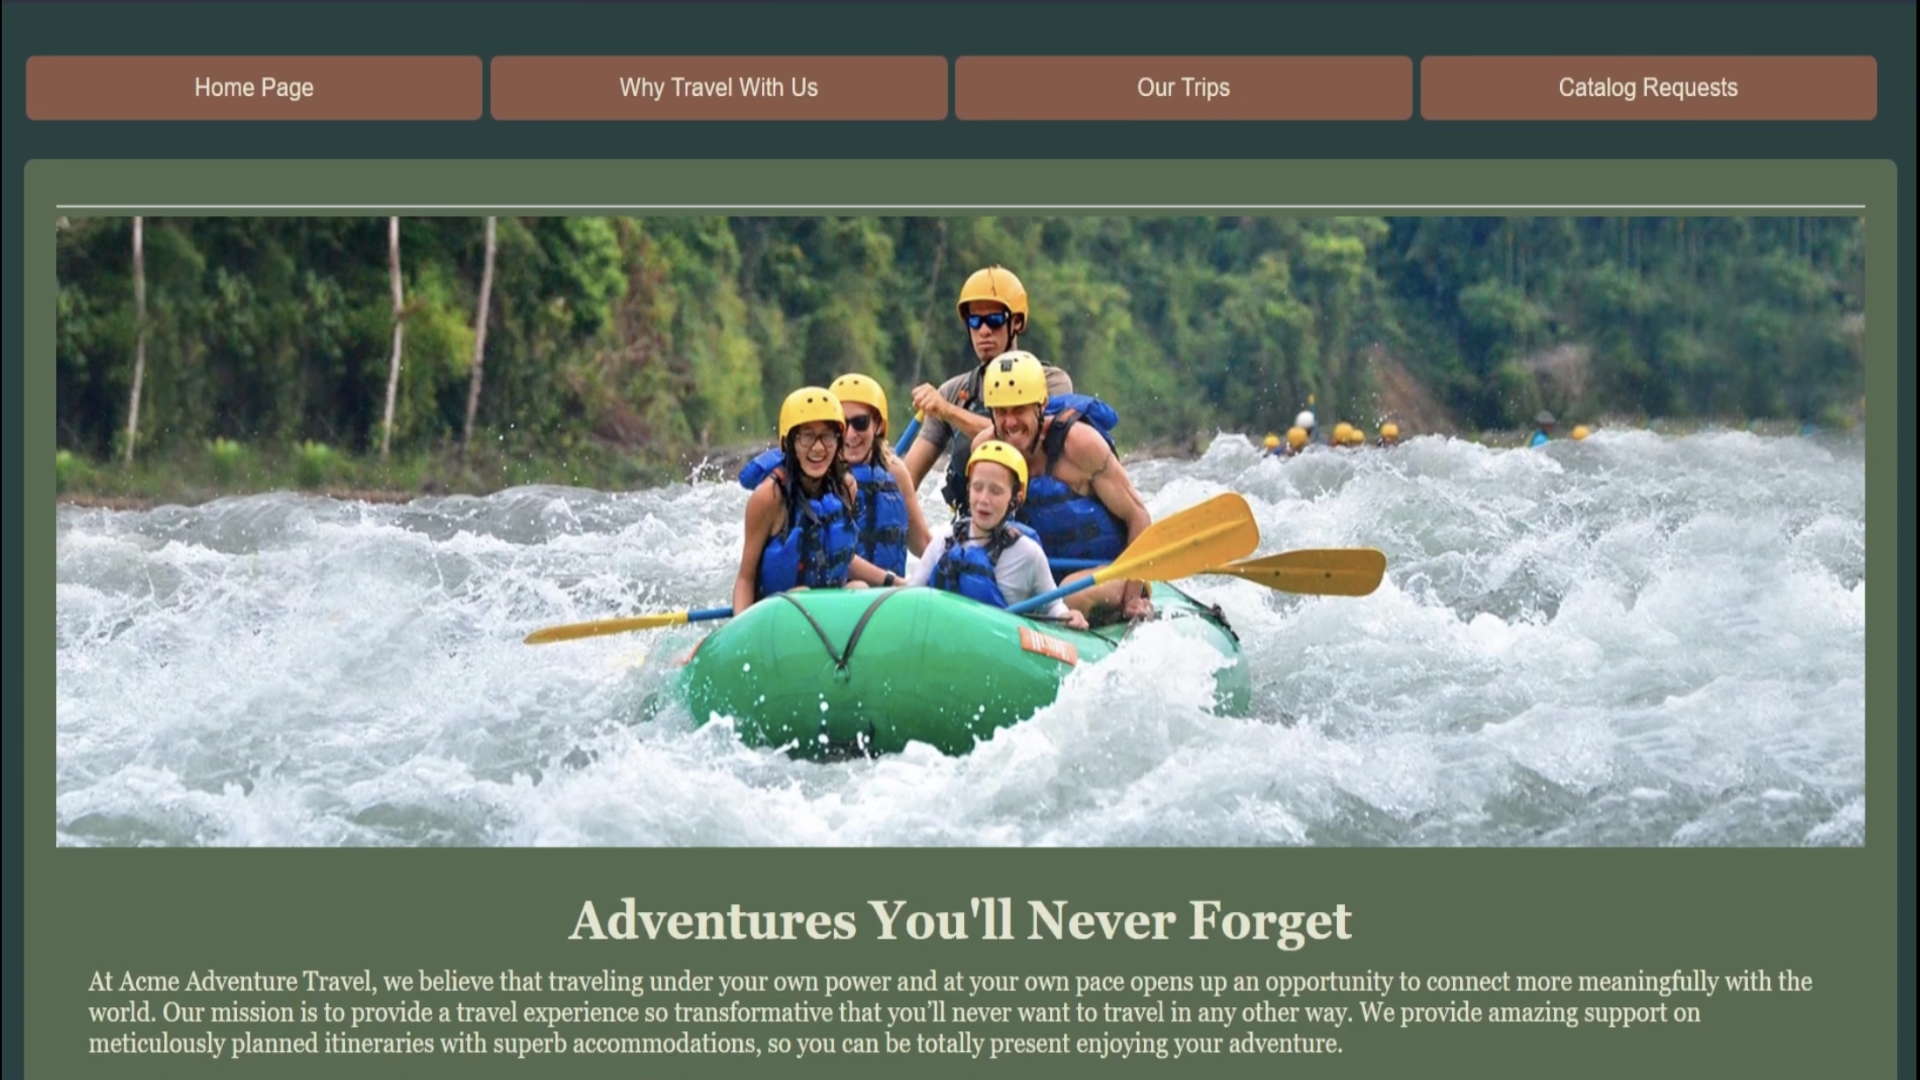 Home Page
Why Travel With Us
Our Trips
Catalog Requests
Adventures You'll Never Forget
At Acme Adventure Travel, we believe that traveling under your own power and at your own pace opens up an opportunity to connect more meaningfully with the
world. Our mission is to provide a travel experience so transformative that you’ll never want to travel in any other way. We provide amazing support on
meticulously planned itineraries with superb accommodations, so you can be totally present enjoying your adventure.